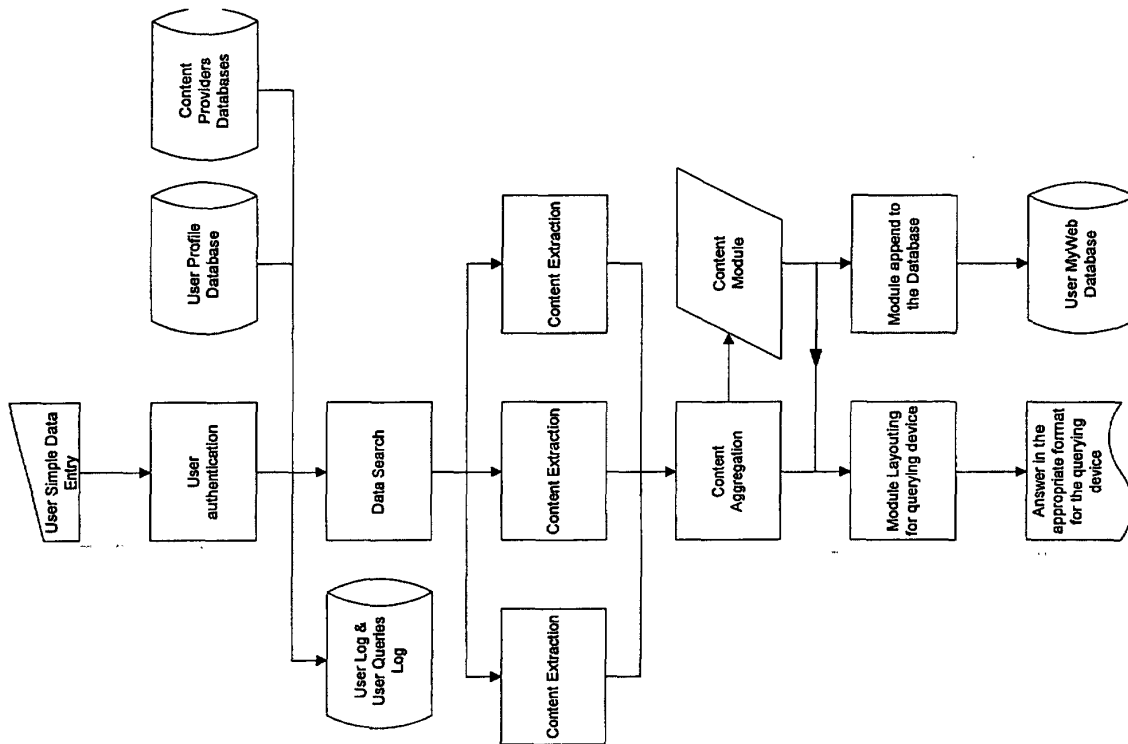 User Simple Data
Entry
User
authentication
User Profile
Database
Content
Providers
Databases
User Log &
User Queries
Log
Data Search
Content Extraction
Content Extraction
Content Extraction
Content
Aggregation
Content
Module
Module Layouting
for querying device
Module append to
the Database
Answer in the
appropriate format
for the querying
device
User MyWeb
Database